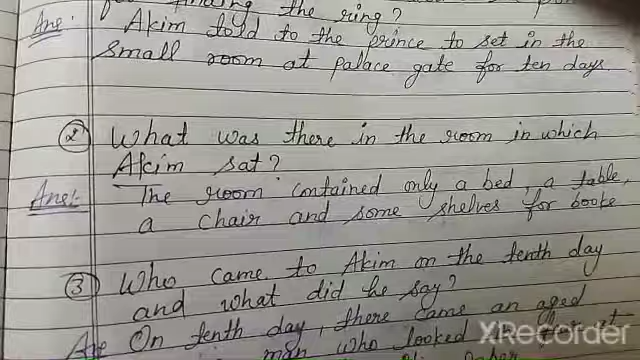 finding the ring?
Ans:- Akim told to the prince to set in the
small room at palace gate for ten days
② What was there in the room in which
Akim sat?
Ans:- The room contained only a bed, a table,
a chair and some shelves for booke
③ Who came to Akim on the tenth day
and what did he say?
Ans On tenth day, there came an aged
man who looked
XRecorder